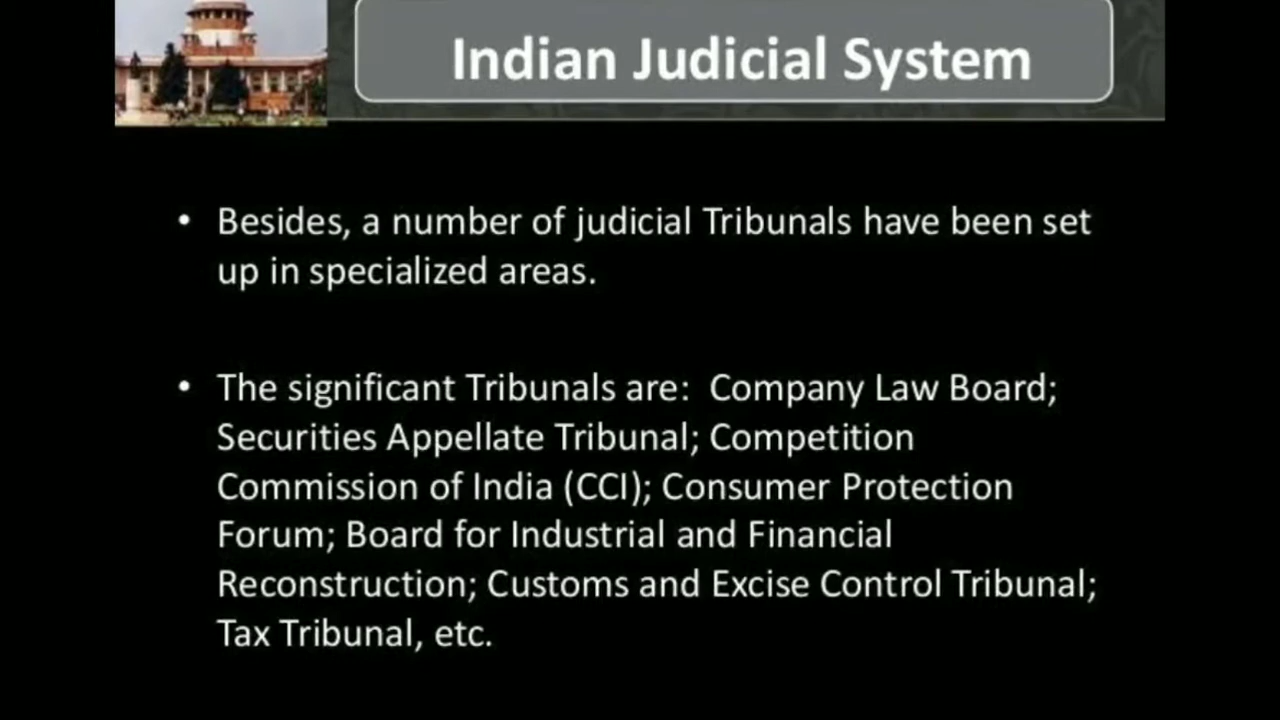 Indian Judicial System
• Besides, a number of judicial Tribunals have been set
up in specialized areas.
• The significant Tribunals are:  Company Law Board;
Securities Appellate Tribunal; Competition
Commission of India (CCI); Consumer Protection
Forum; Board for Industrial and Financial
Reconstruction; Customs and Excise Control Tribunal;
Tax Tribunal, etc.